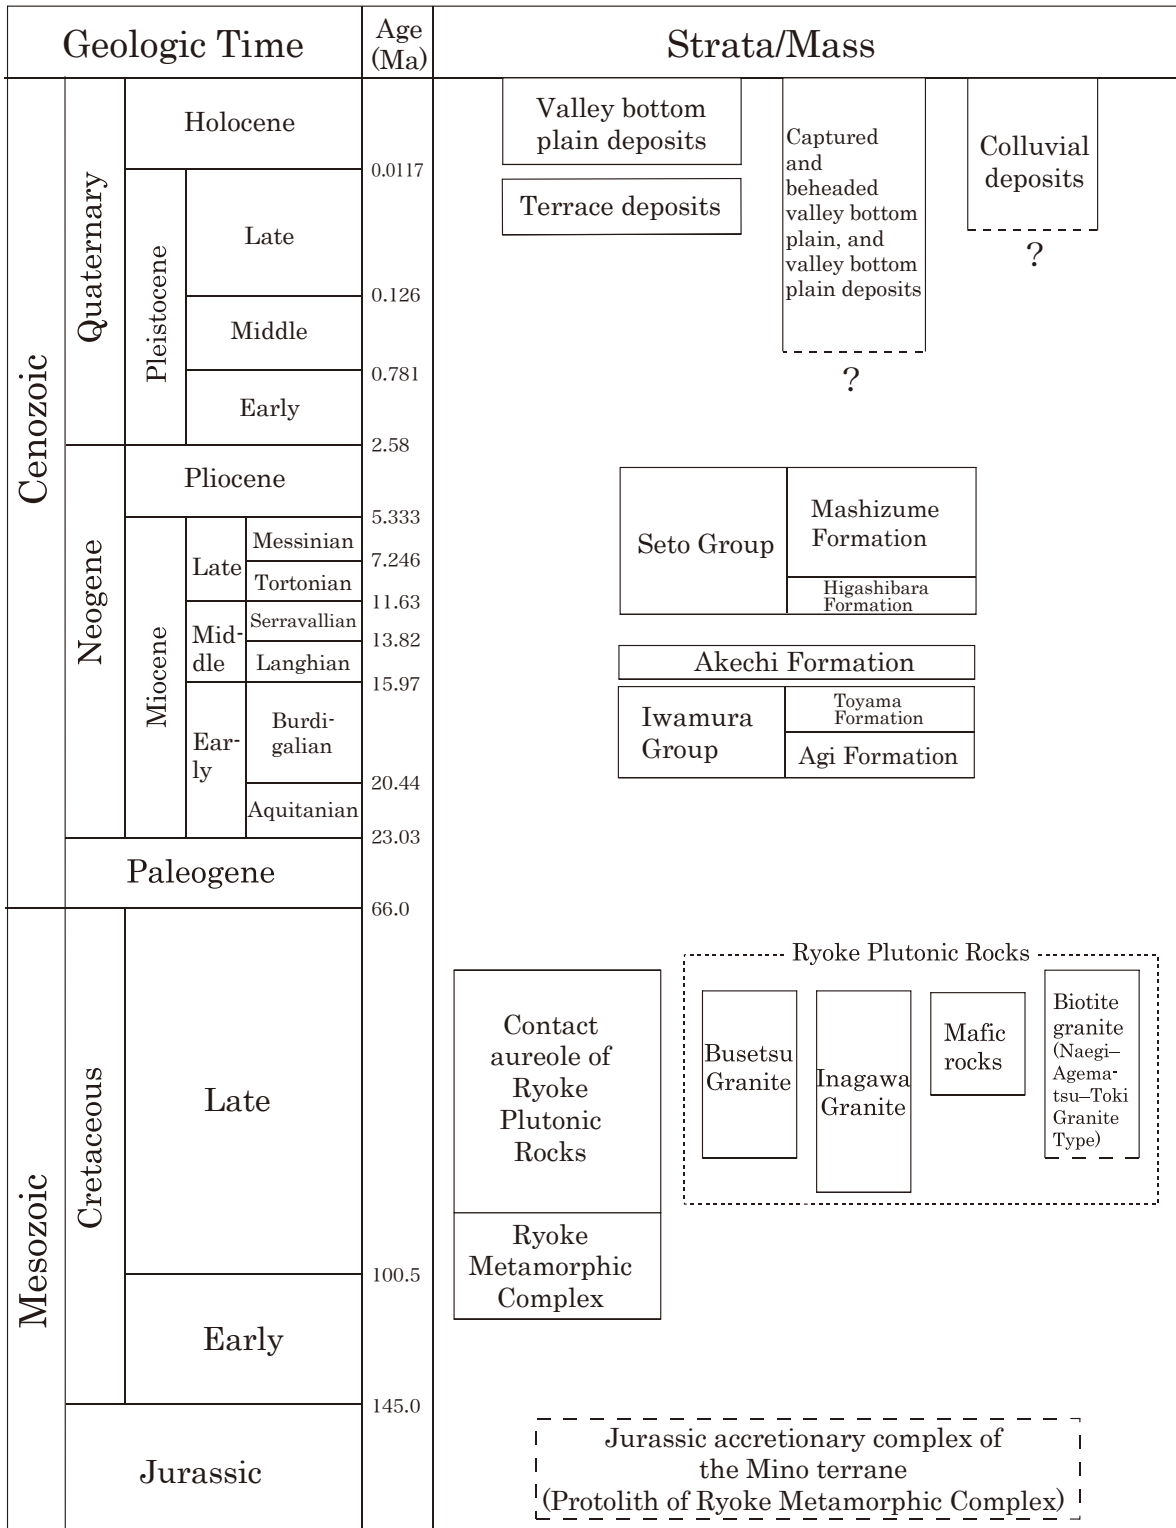 Geologic Time
Age
(Ma)
Strata/Mass
Cenozoic
Quaternary
Holocene
0.0117
Pleistocene
Late
0.126
Middle
0.781
Early
2.58
Neogene
Pliocene
5.333
Miocene
Late
Messinian
7.246
Tortonian
11.63
Mid-
dle
Serravallian
13.82
Langhian
15.97
Ear-
ly
Burdi-
galian
20.44
Aquitanian
23.03
Paleogene
66.0
Mesozoic
Cretaceous
Late
100.5
Early
145.0
Jurassic
Valley bottom
plain deposits
Terrace deposits
Captured
and
beheaded
valley bottom
plain, and
valley bottom
plain deposits
?
Colluvial
deposits
?
Seto Group
Mashizume
Formation
Higashibara
Formation
Akechi Formation
Iwamura
Group
Toyama
Formation
Agi Formation
Contact
aureole of
Ryoke
Plutonic
Rocks
Ryoke
Metamorphic
Complex
Ryoke Plutonic Rocks
Busetsu
Granite
Inagawa
Granite
Mafic
rocks
Biotite
granite
(Naegi–
Agema-
tsu–Toki
Granite
Type)
Jurassic accretionary complex of
the Mino terrane
(Protolith of Ryoke Metamorphic Complex)